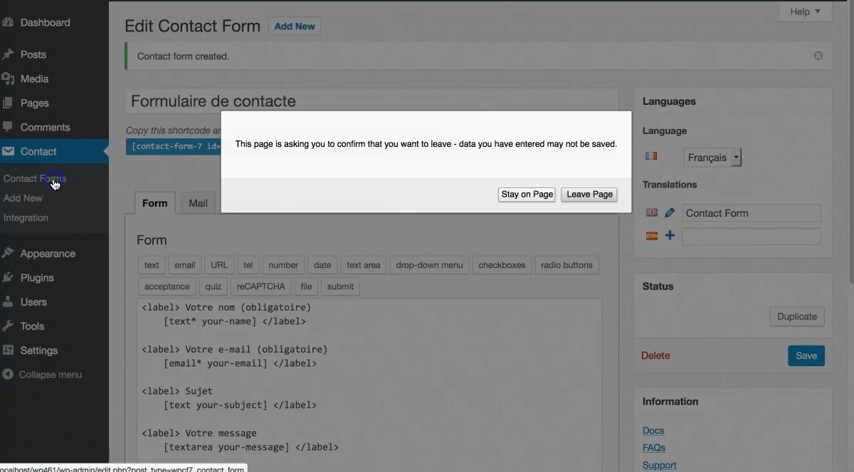 Dashboard
Posts
Media
Pages
Comments
Contact
Contact Forms
Add New
Integration
Appearance
Plugins
Users
Tools
Settings
Collapse menu
Help
Edit Contact Form
Add New
Contact form created.
Formulaire de contacte
Copy this shortcode
[contact-form-7 id=
This page is asking you to confirm that you want to leave - data you have entered may not be saved.
Stay on Page
Leave Page
Form
Mail
Form
text email URL tel number date text area drop-down menu checkboxes radio buttons
acceptance quiz reCAPTCHA file submit
<label> Votre nom (obligatoire)
[text* your-name] </label>
<label> Votre e-mail (obligatoire)
[email* your-email] </label>
<label> Sujet
[text your-subject] </label>
<label> Votre message
[textarea your-message] </label>
Languages
Language
Français
Translations
Contact Form
Status
Duplicate
Delete
Save
Information
Docs
FAQs
Support
ocalhost/wp461/wp-admin/edit.php?post_type=wpcf7_contact_form